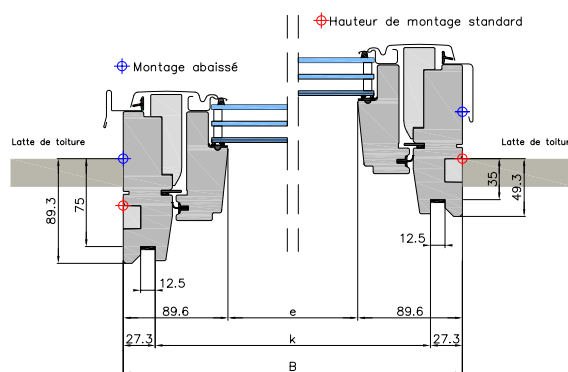 Hauteur de montage standard
Montage abaissé
Latte de toiture
Latte de toitur
89.3
75
35
49.3
12.5
12.5
89.6
e
89.6
27.3
k
27.3
B